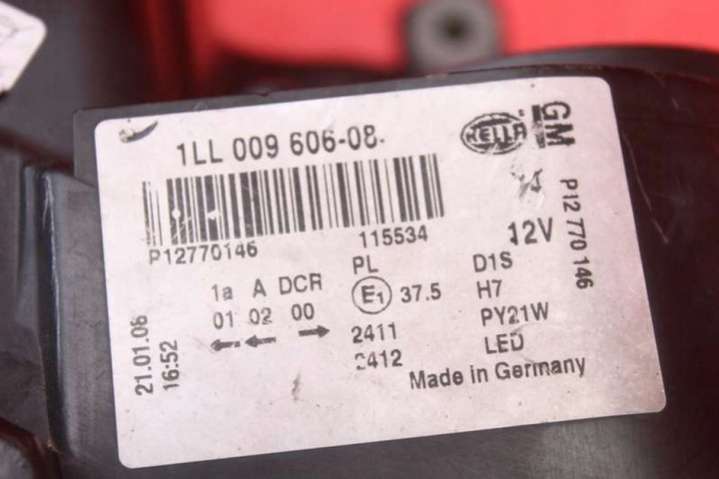 1LL 009 606-08-
HELLA
GM
P12770146
115534
12V
P12 770 146
1a A DCR
01 02 00
PL
E1 37.5
2411
2412
D1S
H7
PY21W
LED
Made in Germany
21.01.06
16:52